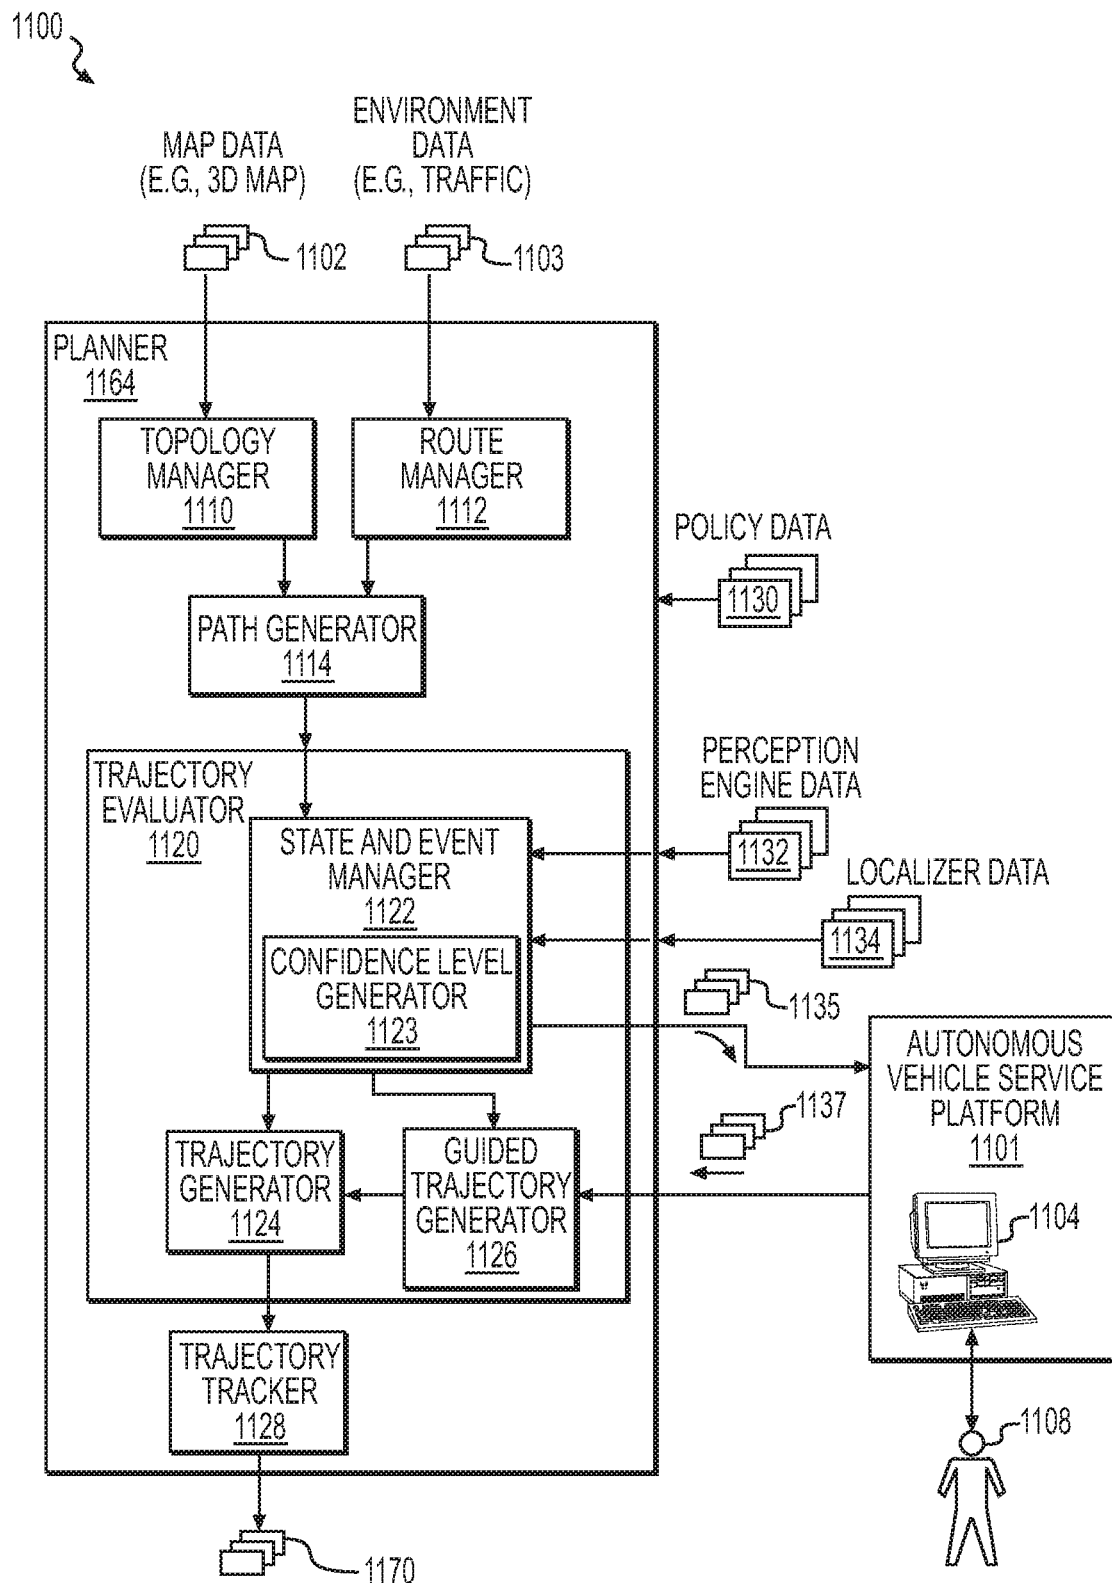 1100
MAP DATA
(E.G., 3D MAP)
ENVIRONMENT
DATA
(E.G., TRAFFIC)
1102
1103
PLANNER
1164
TOPOLOGY
MANAGER
1110
ROUTE
MANAGER
1112
POLICY DATA
1130
PATH GENERATOR
1114
TRAJECTORY
EVALUATOR
1120
PERCEPTION
ENGINE DATA
1132
STATE AND EVENT
MANAGER
1122
LOCALIZER DATA
1134
CONFIDENCE LEVEL
GENERATOR
1123
1135
AUTONOMOUS
VEHICLE SERVICE
PLATFORM
1101
1137
TRAJECTORY
GENERATOR
1124
GUIDED
TRAJECTORY
GENERATOR
1126
1104
TRAJECTORY
TRACKER
1128
1108
1170